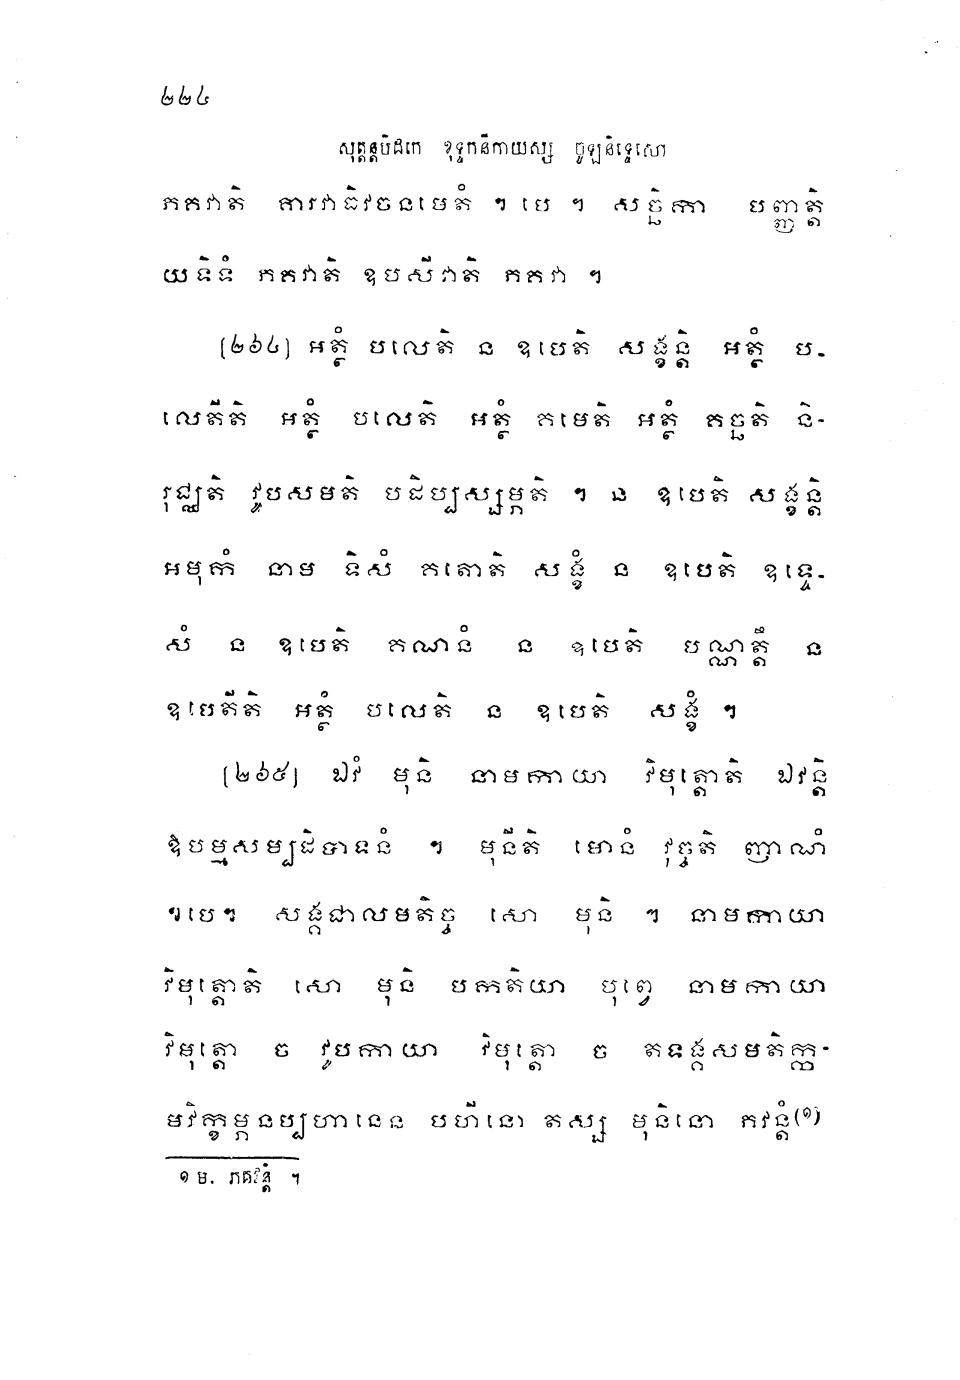 ២២៤
សុត្តន្តបិដកេ ខុទ្ទកនិកាយស្ស ចូឡនិទ្ទេសោ
ភគវាតិ គារវាធិវចនមេតំ ។ បេ ។ សច្ឆិកា បញ្ញត្តិ
យទិទំ ភគវាតិ ឧបសីវាតិ ភគវា ។
(២៦៤) អត្ថំ បលេតិ ន ឧបេតិ សង្ខន្តិ អត្ថំ ប-
លេតីតិ អត្ថំ បលេតិ អត្ថំ គមេតិ អត្ថំ គច្ឆតិ និ-
រុជ្ឈតិ វូបសមតិ បដិប្បស្សម្ភតិ ។ ន ឧបេតិ សង្ខន្តិ
អមុកំ នាម ទិសំ គតោតិ សង្ខំ ន ឧបេតិ ឧទ្ទេ-
សំ ន ឧបេតិ គណនំ ន ឧបេតិ បណ្ណត្តឹ ន
ឧបេតីតិ អត្ថំ បលេតិ ន ឧបេតិ សង្ខំ ។
(២៦៥) ឯវំ មុនិ នាមកាយា វិមុត្តោតិ ឯវន្តិ
ឱបម្មសម្បដិបាទនំ ។ មុនីតិ មោនំ វុច្ចតិ ញាណំ
។បេ។ សង្គជាលមតិច្ច សោ មុនិ ។ នាមកាយា
វិមុត្តោតិ សោ មុនិ បកតិយា បុព្វេ នាមកាយា
វិមុត្តោ ច រូបកាយា វិមុត្តោ ច តទង្គសមតិក្ក-
មវិក្ខម្ភនប្បហានេន បហីនោ តស្ស មុនិនោ ភវន្តំ(១)
១ ម. ភគវន្តំ ។